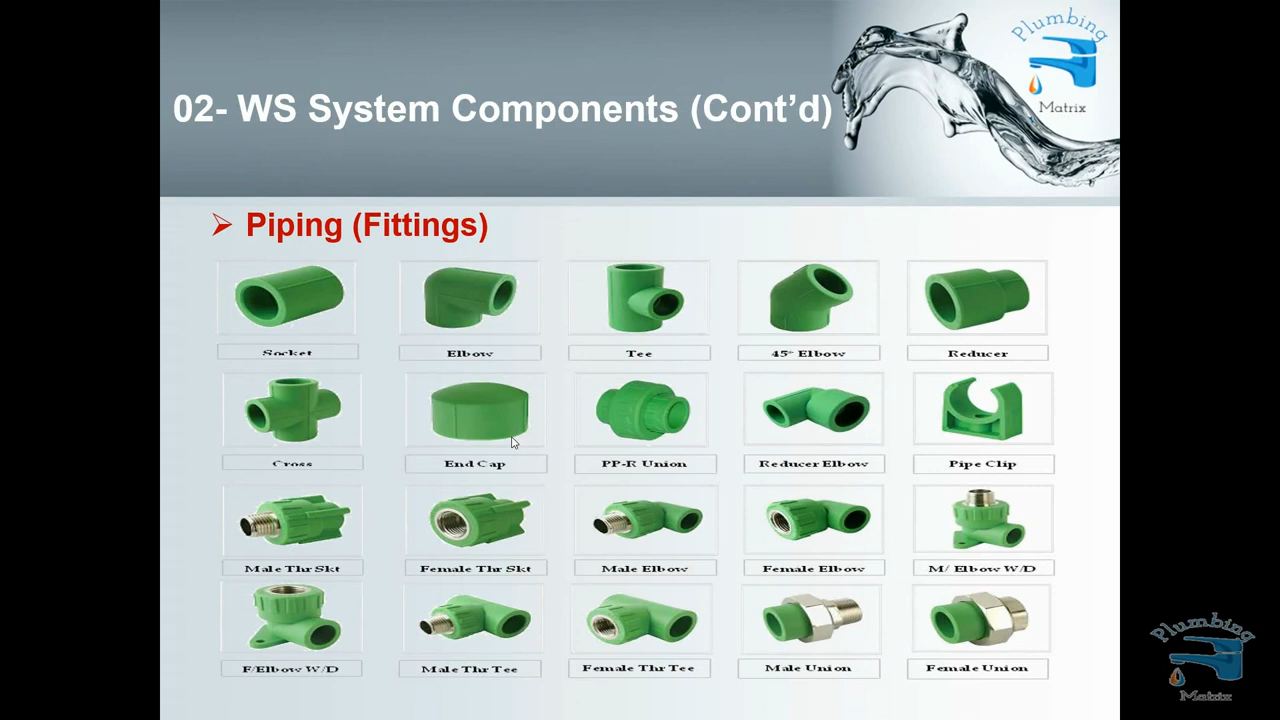 Plumbing
Matrix
02- WS System Components (Cont’d)
Piping (Fittings)
Socket
Elbow
Tee
45° Elbow
Reducer
Cross
End Cap
PP-R Union
Reducer Elbow
Pipe Clip
Male Thr Skt
Female Thr Skt
Male Elbow
Female Elbow
M/ Elbow W/D
F/Elbow W/D
Male Thr Tee
Female Thr Tee
Male Union
Female Union
Plumbing
Matrix